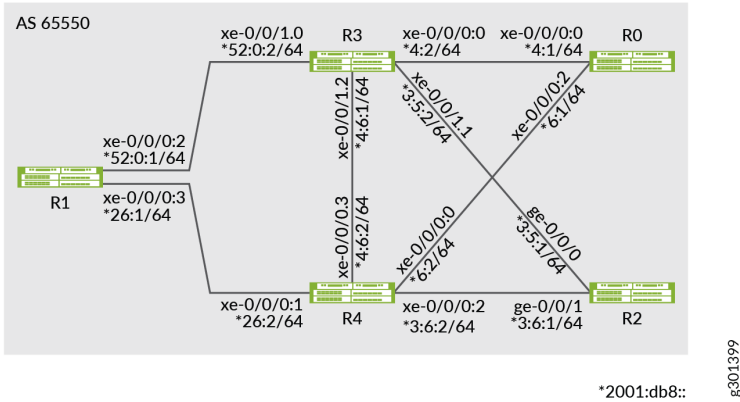 AS 65550
xe-0/0/1.0
*52:0:2/64
R3
xe-0/0/0:0
*4:2/64
xe-0/0/0:0
*4:1/64
R0
xe-0/0/1.2
*4:6:1/64
xe-0/0/1.1
*3:5:2/64
xe-0/0/0:2
*6:1/64
xe-0/0/0:2
*52:0:1/64
R1
xe-0/0/0:3
*26:1/64
xe-0/0/0.3
*4:6:2/64
xe-0/0/0:0
*6:2/64
ge-0/0/0
*3:5:1/64
xe-0/0/0:1
*26:2/64
R4
xe-0/0/0:2
*3:6:2/64
ge-0/0/1
*3:6:1/64
R2
*2001:db8::
g301399